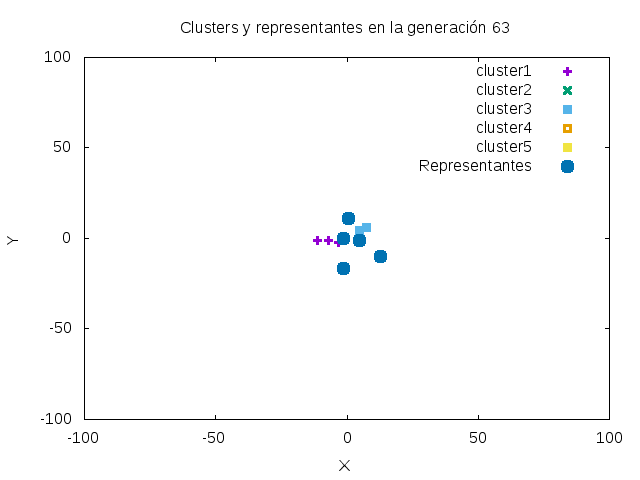 Clusters y representantes en la generación 63
100
50
0
-50
-100
-100
-50
0
50
100
Y
X
cluster1
cluster2
cluster3
cluster4
cluster5
Representantes